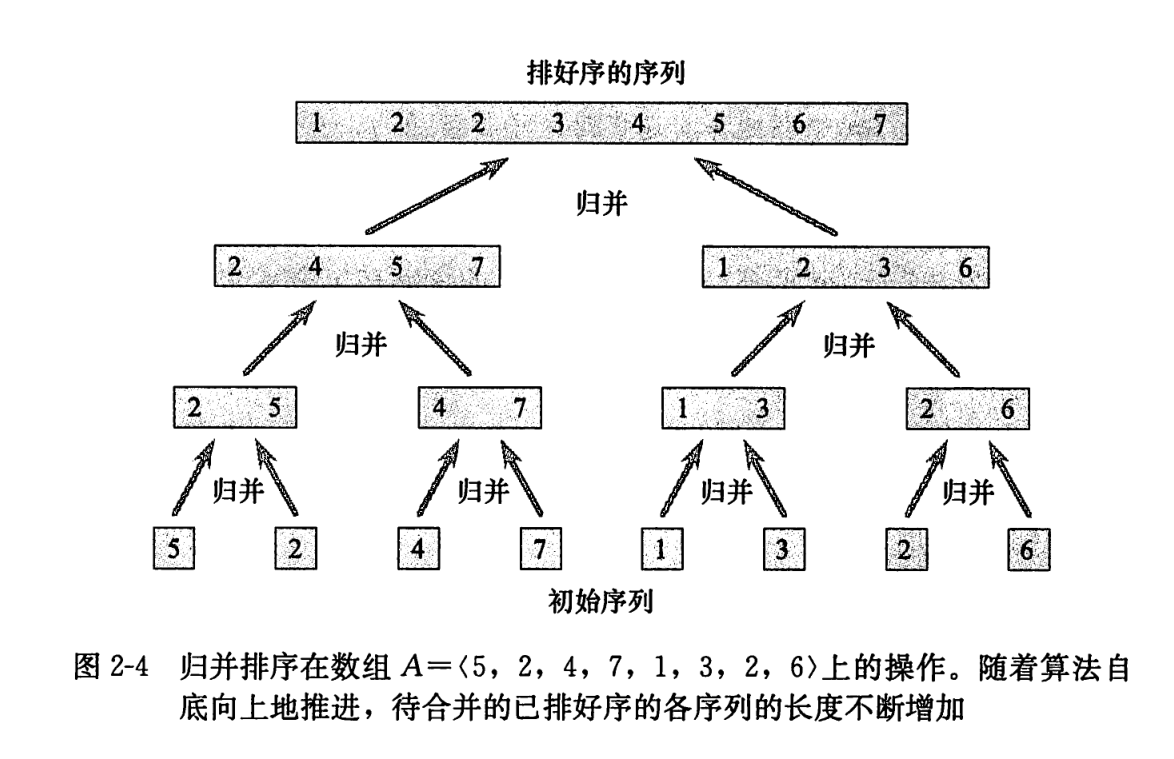 排好序的序列
1 2 2 3 4 5 6 7
归并
2 4 5 7 1 2 3 6
归并 归并
2 5 4 7 1 3 2 6
归并 归并 归并 归并
5 2 4 7 1 3 2 6
初始序列
图 2-4 归并排序在数组 A=〈5，2，4，7，1，3，2，6〉上的操作。随着算法自
底向上地推进，待合并的已排好序的各序列的长度不断增加